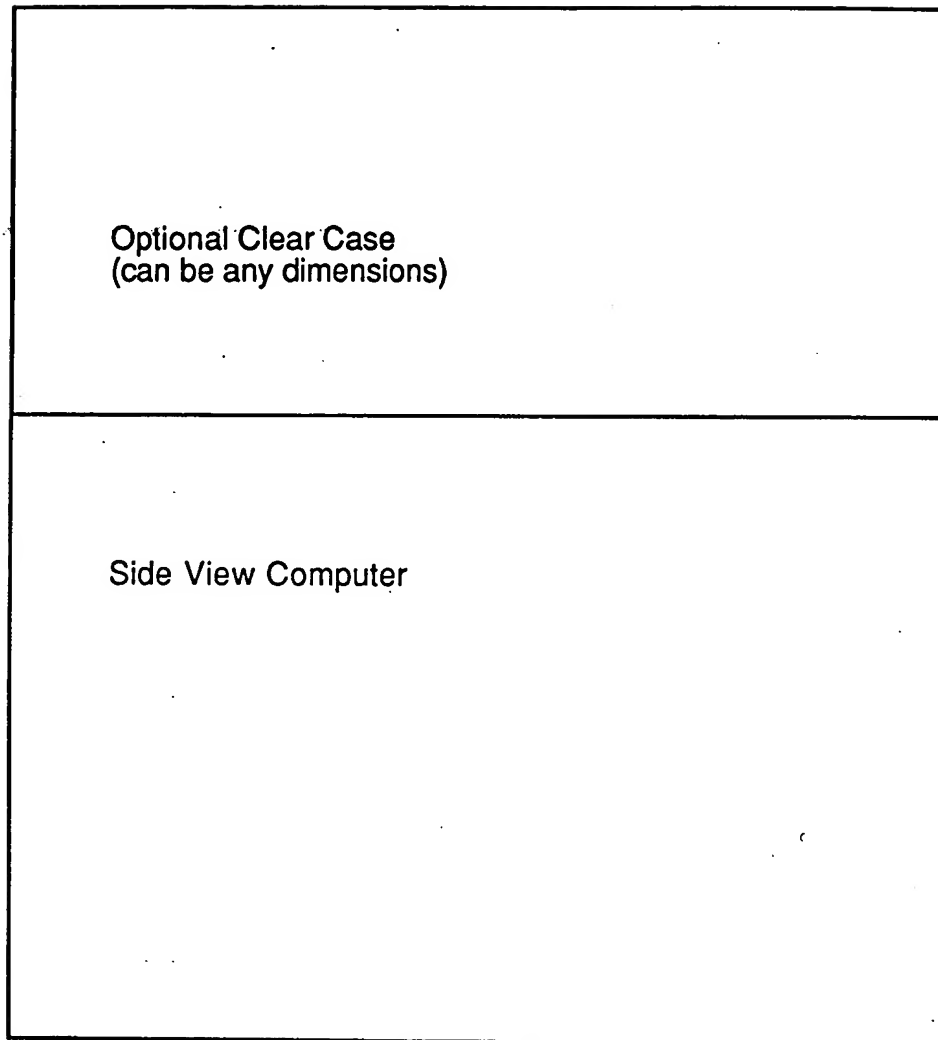 Optional Clear Case
(can be any dimensions)
Side View Computer